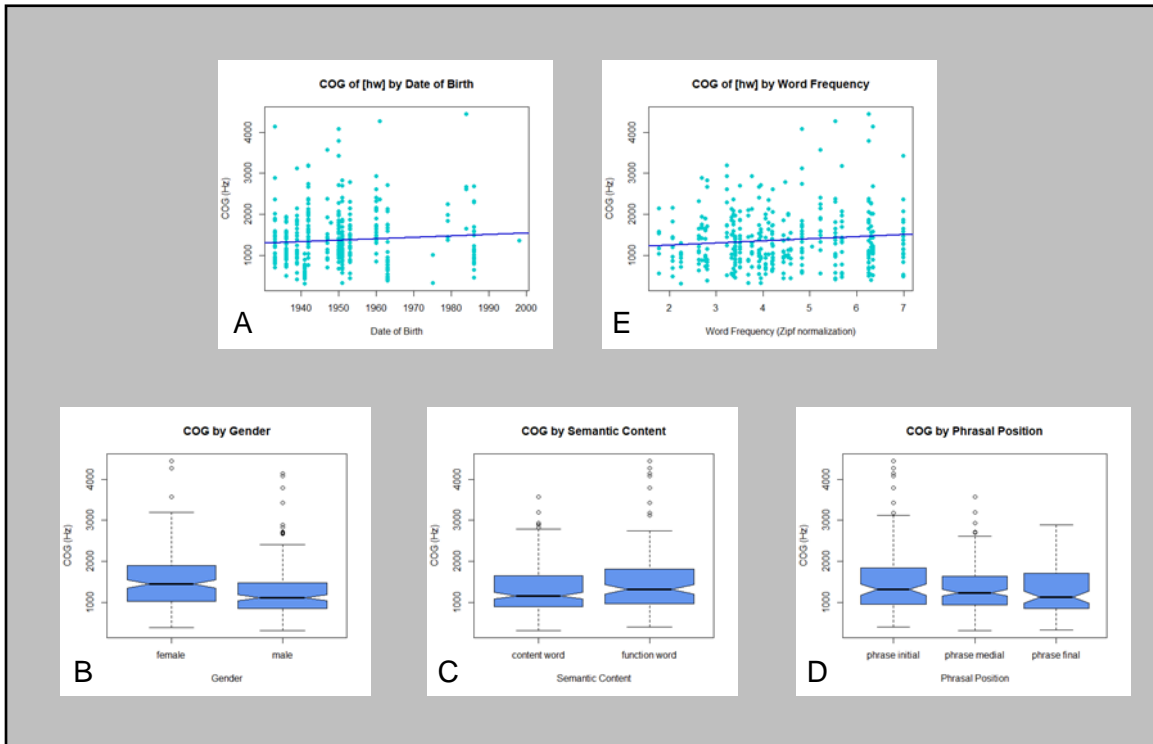 COG of [hw] by Date of Birth
COG (Hz)
4000
3000
2000
1000
1940 1950 1960 1970 1980 1990 2000
Date of Birth
A
COG of [hw] by Word Frequency
COG (Hz)
4000
3000
2000
1000
2 3 4 5 6 7
Word Frequency (Zipf normalization)
E
COG by Gender
COG (Hz)
4000
3000
2000
1000
female male
Gender
B
COG by Semantic Content
COG (Hz)
4000
3000
2000
1000
content word function word
Semantic Content
C
COG by Phrasal Position
COG (Hz)
4000
3000
2000
1000
phrase initial phrase medial phrase final
Phrasal Position
D